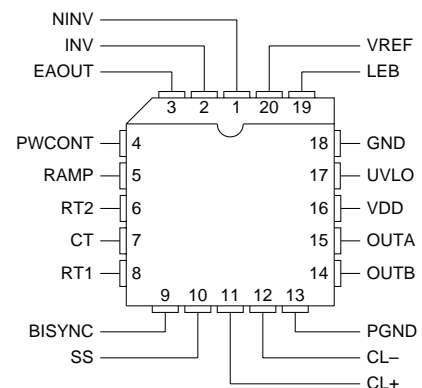 NINV
INV VREF
EAOUT LEB
3 2 1 20 19
PWCONT 4 18 GND
RAMP 5 17 UVLO
RT2 6 16 VDD
CT 7 15 OUTA
RT1 8 14 OUTB
9 10 11 12 13
BISYNC PGND
SS CL–
CL+